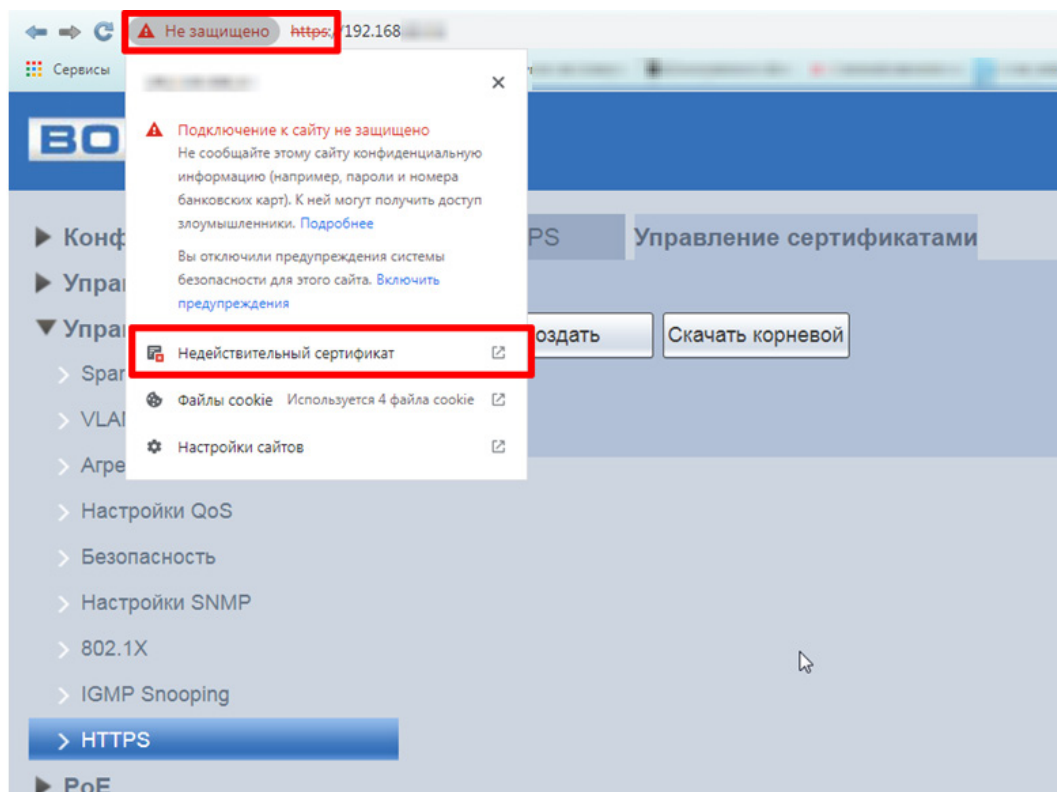 Не защищено https://192.168
Сервисы
Подключение к сайту не защищено
Не сообщайте этому сайту конфиденциальную
информацию (например, пароли и номера
банковских карт). К ней могут получить доступ
злоумышленники. Подробнее
Вы отключили предупреждения системы
безопасности для этого сайта. Включить
предупреждения
Недействительный сертификат
Файлы cookie Используется 4 файла cookie
Настройки сайтов
BO
Конф
PS
Управление сертификатами
Упра
Упра
оздать
Скачать корневой
Spar
VLA
Агре
Настройки QoS
Безопасность
Настройки SNMP
802.1X
IGMP Snooping
HTTPS
PoE